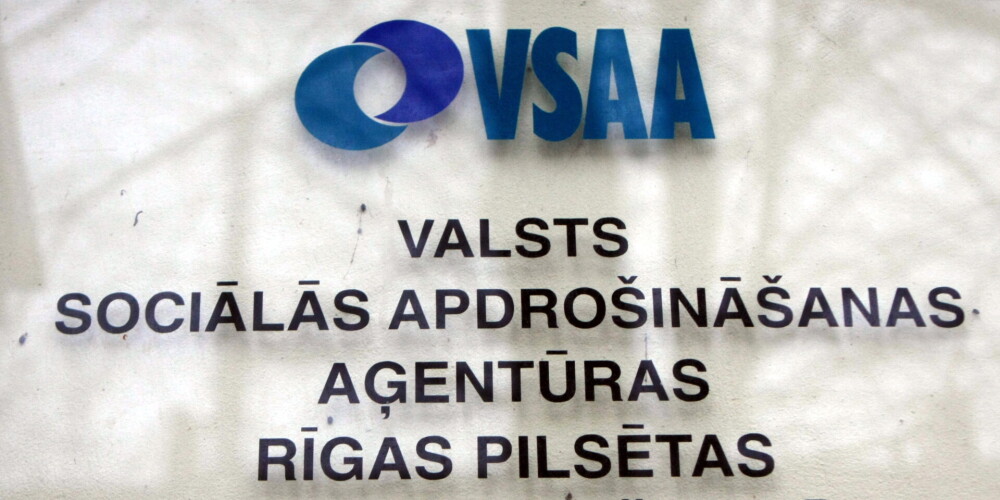 VSAA
VALSTS
SOCIĀLĀS APDROŠINĀŠANAS
AĢENTŪRAS
RĪGAS PILSĒTAS